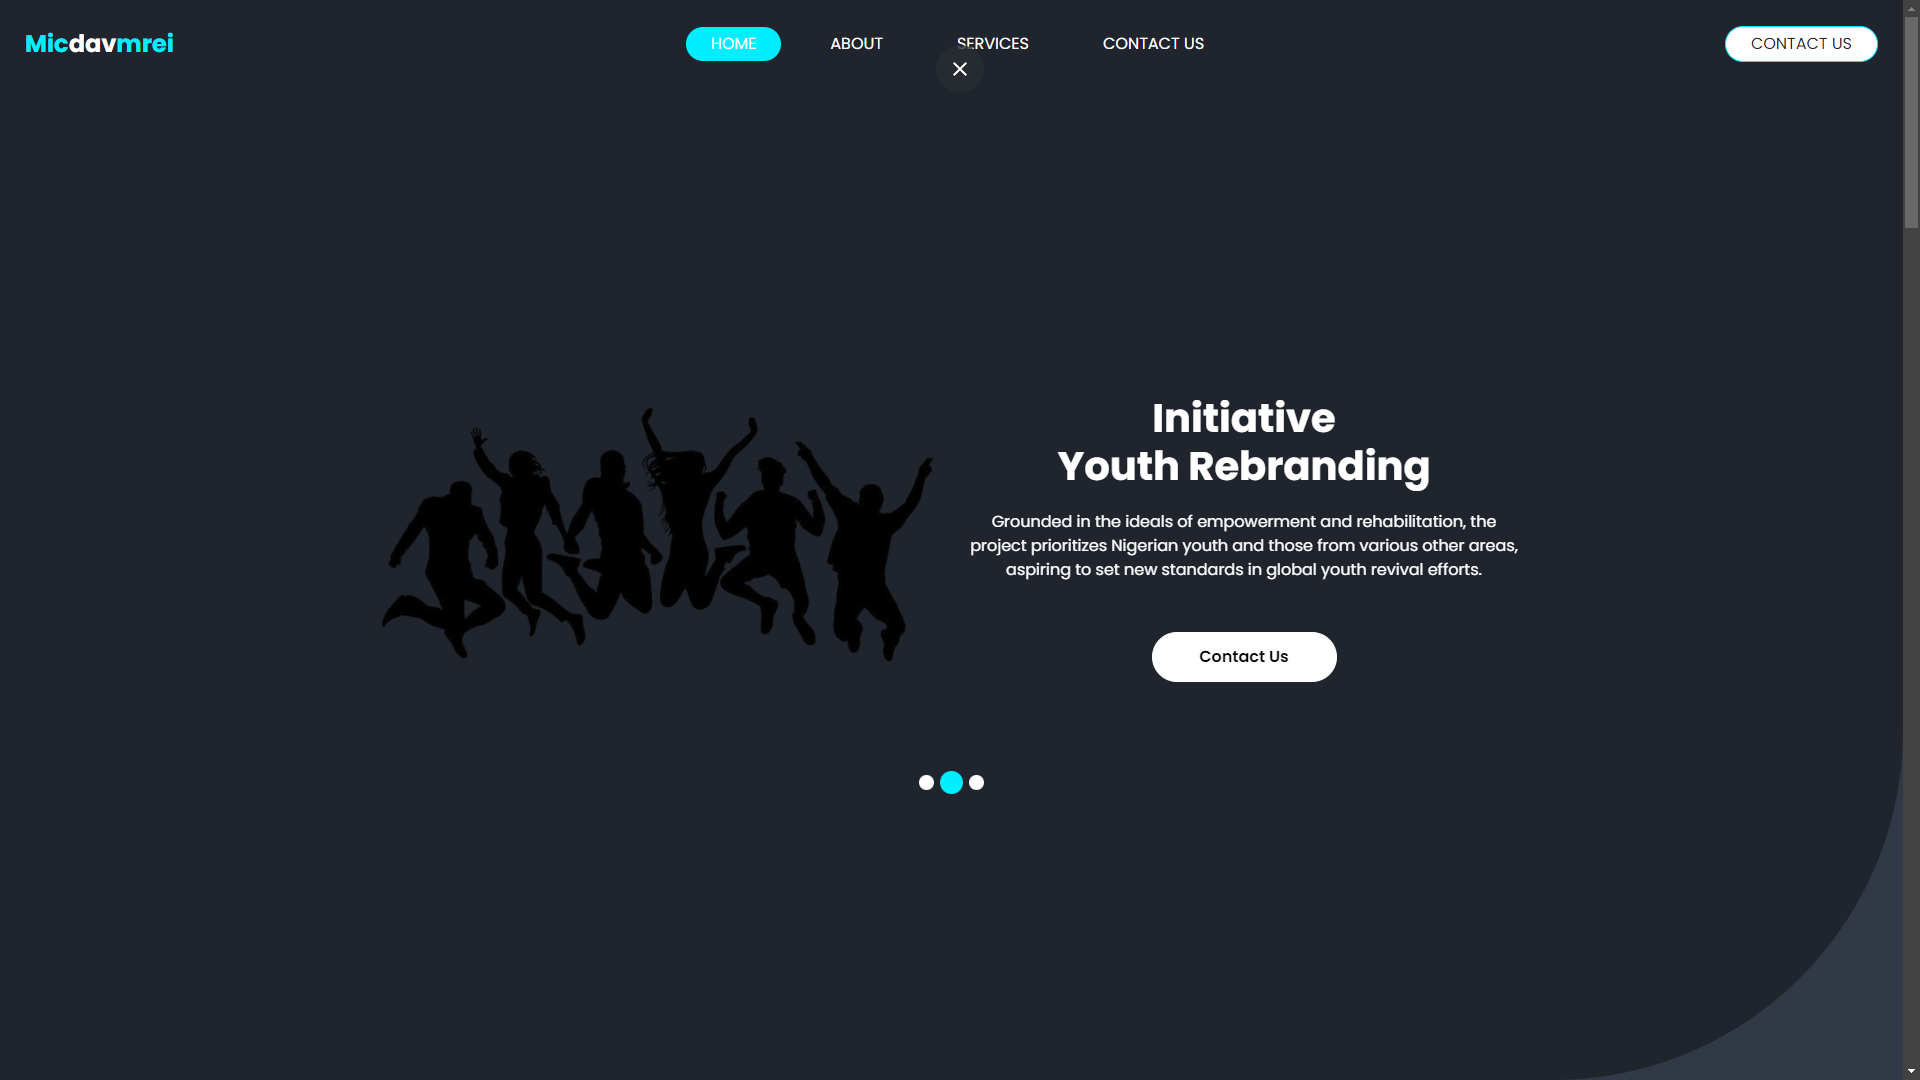 Micdavmrei
HOME
ABOUT
SERVICES
CONTACT US
CONTACT US
Initiative
Youth Rebranding
Grounded in the ideals of empowerment and rehabilitation, the
project prioritizes Nigerian youth and those from various other areas,
aspiring to set new standards in global youth revival efforts.
Contact Us